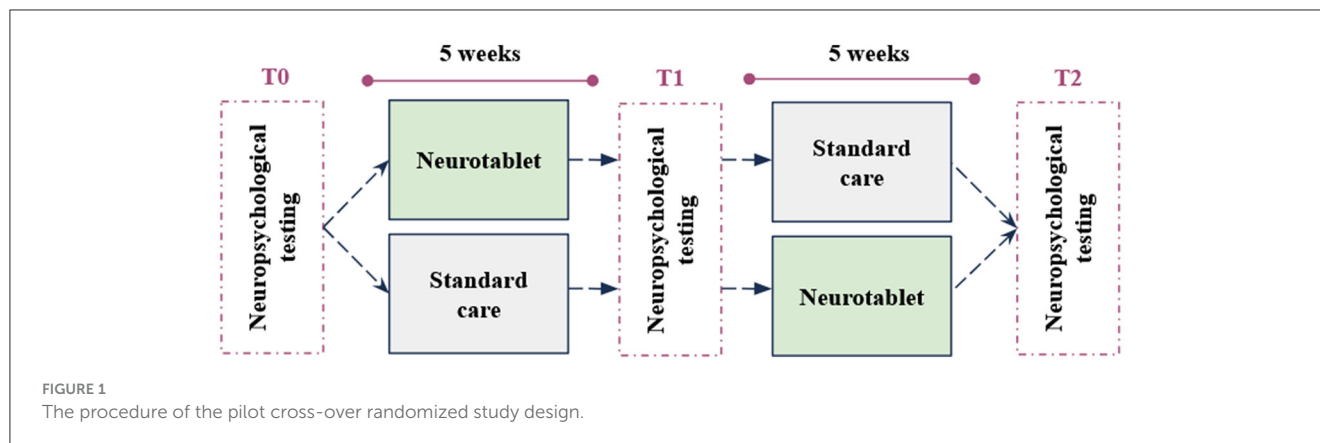 5 weeks
5 weeks
T0
T1
T2
Neuropsychological
testing
Neurotablet
Standard
care
Neuropsychological
testing
Standard
care
Neurotablet
Neuropsychological
testing
FIGURE 1
The procedure of the pilot cross-over randomized study design.